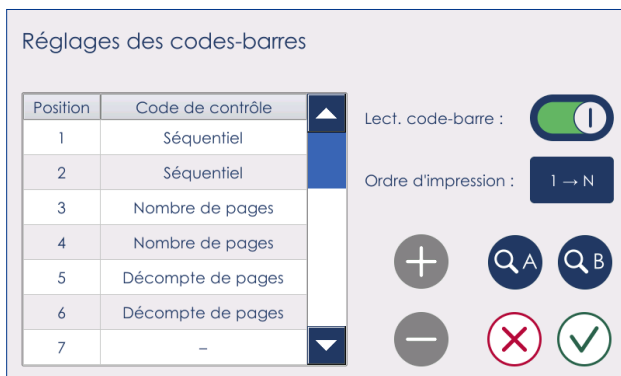 Réglages des codes-barres
Position Code de contrôle
1 Séquentiel
2 Séquentiel
3 Nombre de pages
4 Nombre de pages
5 Décompte de pages
6 Décompte de pages
7 –
Lect. code-barre :
Ordre d'impression : 1 → N
A B